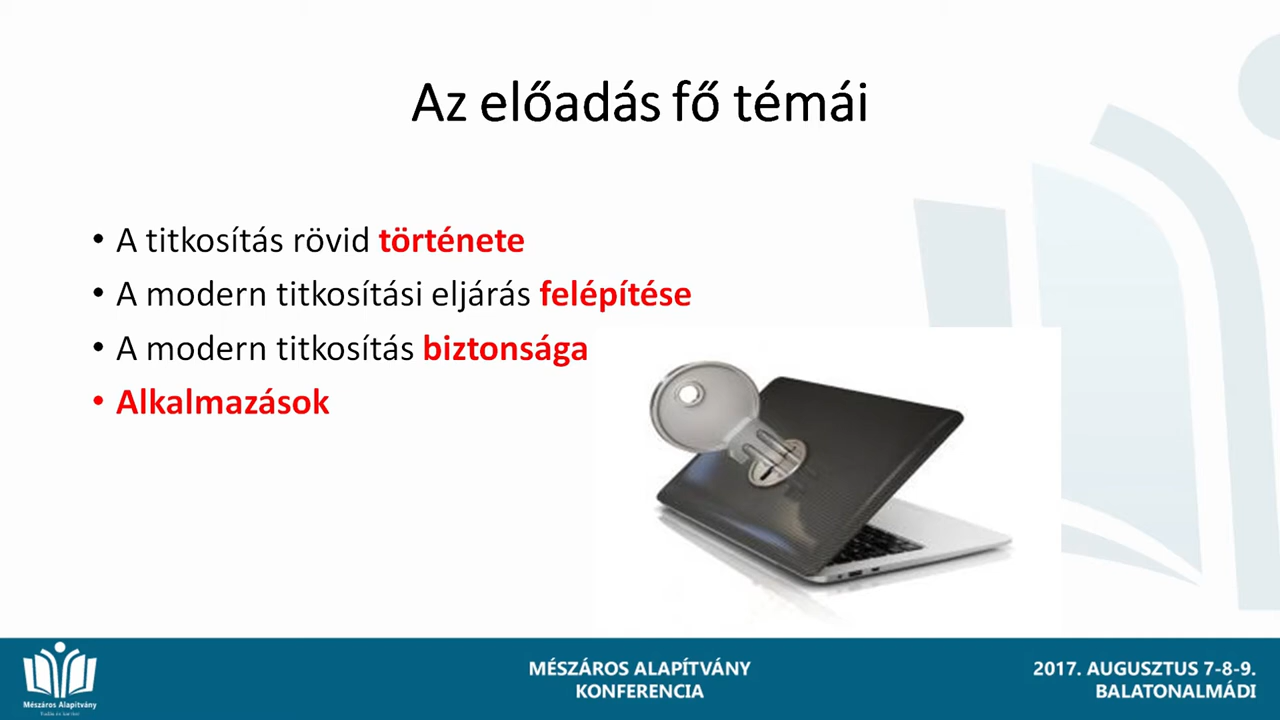 Az előadás fő témái
• A titkosítás rövid története
• A modern titkosítási eljárás felépítése
• A modern titkosítás biztonsága
• Alkalmazások
Mészáros Alapítvány
MÉSZÁROS ALAPÍTVÁNY
KONFERENCIA
2017. AUGUSZTUS 7-8-9.
BALATONALMÁDI